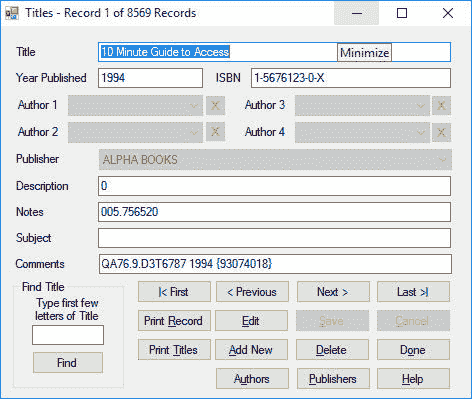 Titles - Record 1 of 8569 Records
Title 10 Minute Guide to Access Minimize
Year Published 1994 ISBN 1-5676123-0-X
Author 1 X Author 3 X
Author 2 X Author 4 X
Publisher ALPHA BOOKS
Description 0
Notes 005.756520
Subject
Comments QA76.9.D3T6787 1994 {93074018}
Find Title
Type first few
letters of Title
Find
|< First < Previous Next > Last >|
Print Record Edit Save Cancel
Print Titles Add New Delete Done
Authors Publishers Help